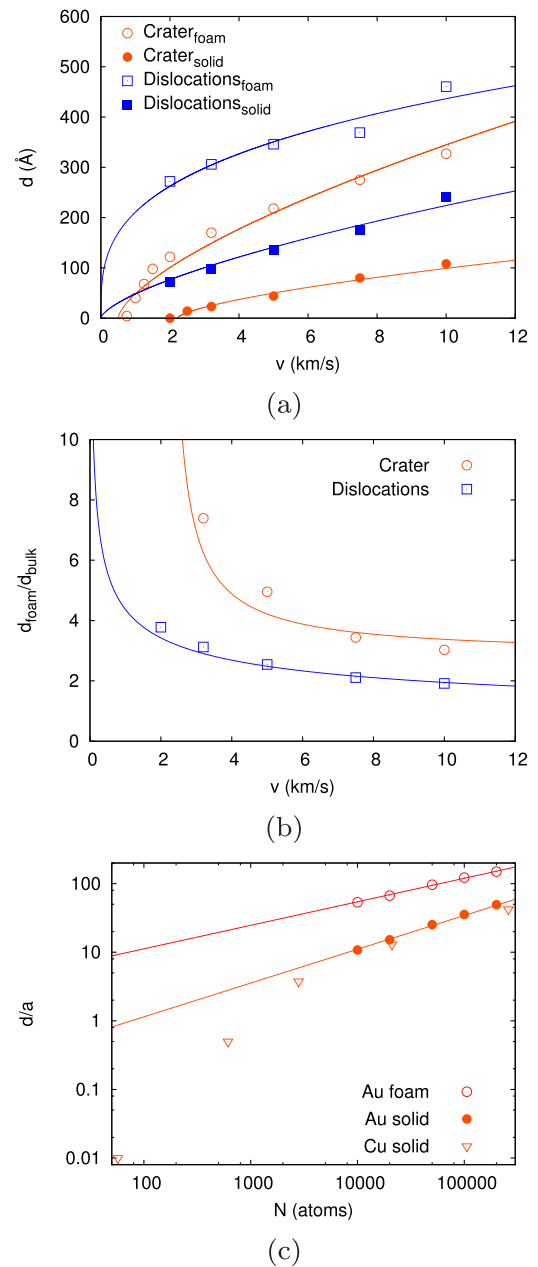 600
500
400
300
200
100
0
d (Å)
Crater_foam
Crater_solid
Dislocations_foam
Dislocations_solid
0 2 4 6 8 10 12
v (km/s)
(a)
10
8
6
4
2
0
d_foam/d_bulk
Crater
Dislocations
0 2 4 6 8 10 12
v (km/s)
(b)
100
10
1
0.1
0.01
d/a
Au foam
Au solid
Cu solid
100 1000 10000 100000
N (atoms)
(c)